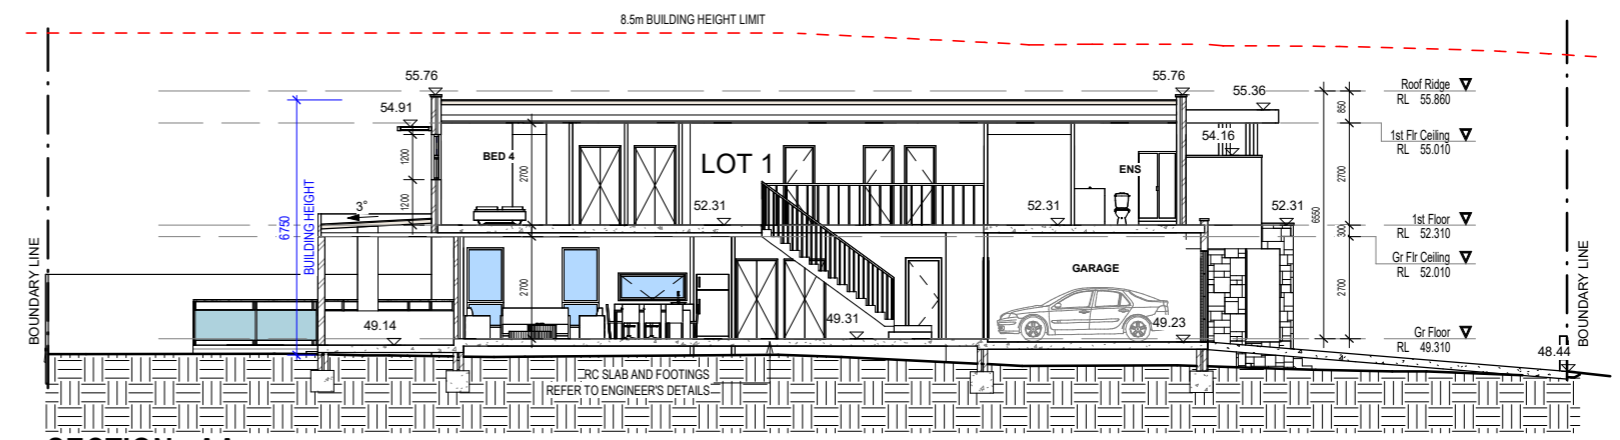 8.5m BUILDING HEIGHT LIMIT
55.76
55.76
55.36
Roof Ridge
RL 55.860
54.91
850
54.16
1st Flr Ceiling
RL 55.010
BED 4
LOT 1
ENS
1200
2700
2700
1200
3°
52.31
52.31
52.31
1st Floor
RL 52.310
6750
BUILDING HEIGHT
6550
300
Gr Flr Ceiling
RL 52.010
BOUNDARY LINE
GARAGE
BOUNDARY LINE
2700
2700
49.14
49.31
49.23
Gr Floor
RL 49.310
48.44
RC SLAB AND FOOTINGS
REFER TO ENGINEER'S DETAILS